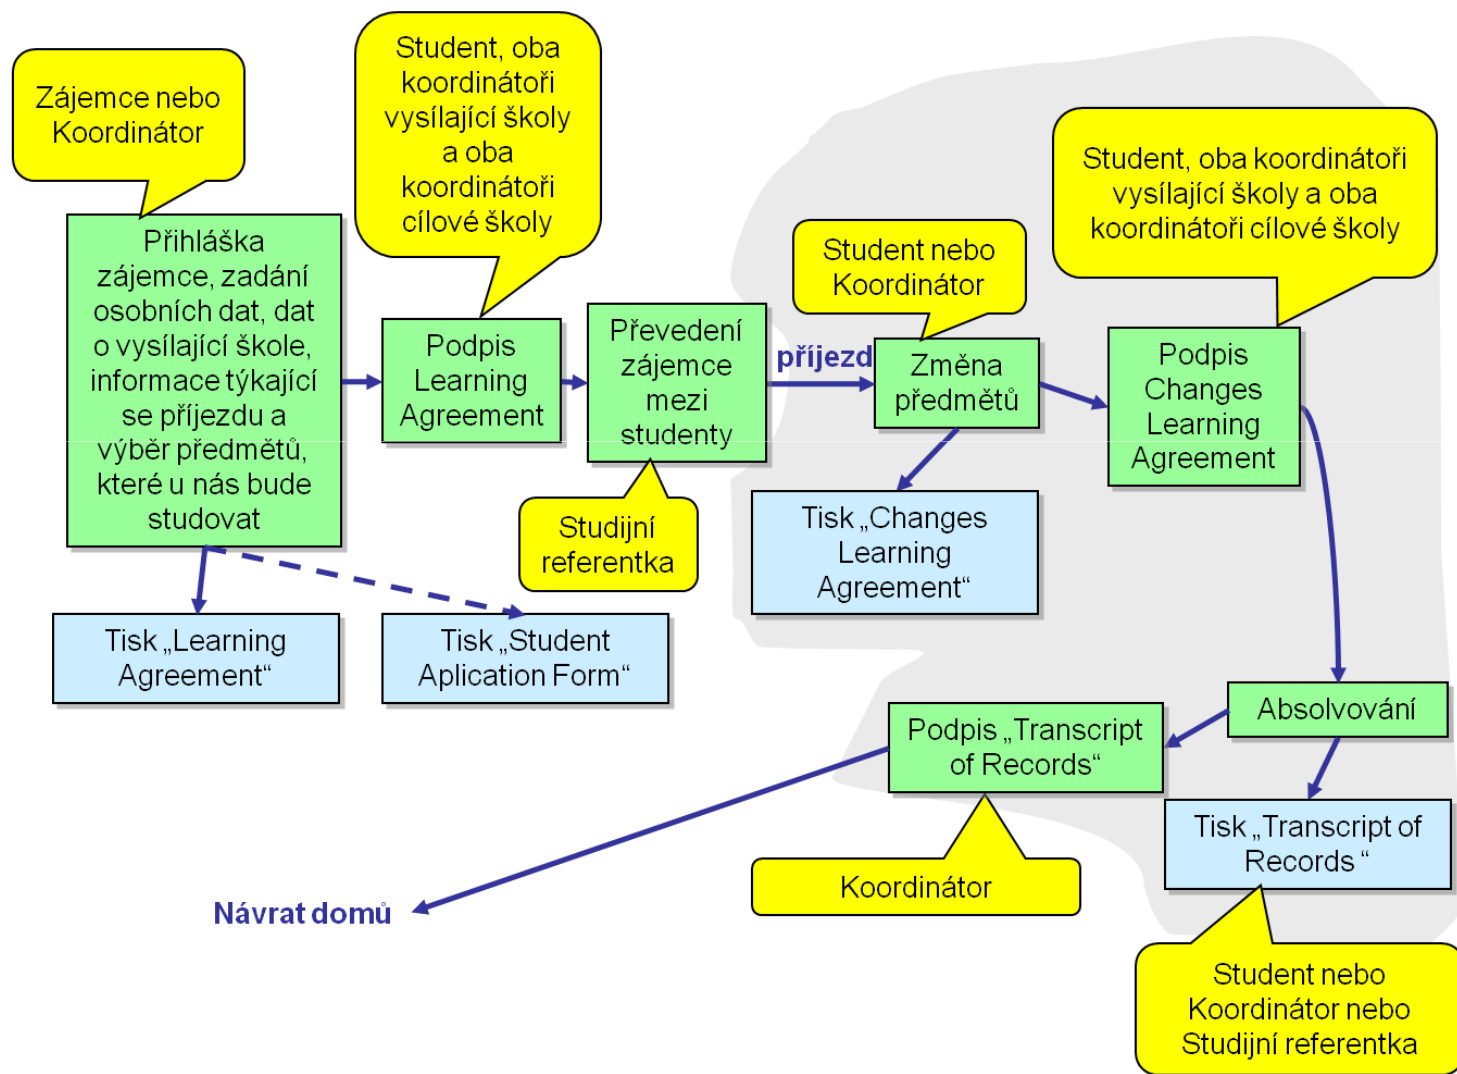 Zájemce nebo
Koordinátor
Student, oba
koordinátoři
vysílající školy
a oba
koordinátoři
cílové školy
Student nebo
Koordinátor
Student, oba koordinátoři
vysílající školy a oba
koordinátoři cílové školy
Přihláška
zájemce, zadání
osobních dat, dat
o vysílající škole,
informace týkající
se příjezdu a
výběr předmětů,
které u nás bude
studovat
Podpis
Learning
Agreement
Převedení
zájemce
mezi
studenty
příjezd
Změna
předmětů
Podpis
Changes
Learning
Agreement
Studijní
referentka
Tisk „Changes
Learning
Agreement“
Tisk „Learning
Agreement“
Tisk „Student
Aplication Form“
Absolvování
Podpis „Transcript
of Records“
Tisk „Transcript of
Records “
Koordinátor
Návrat domů
Student nebo
Koordinátor nebo
Studijní referentka